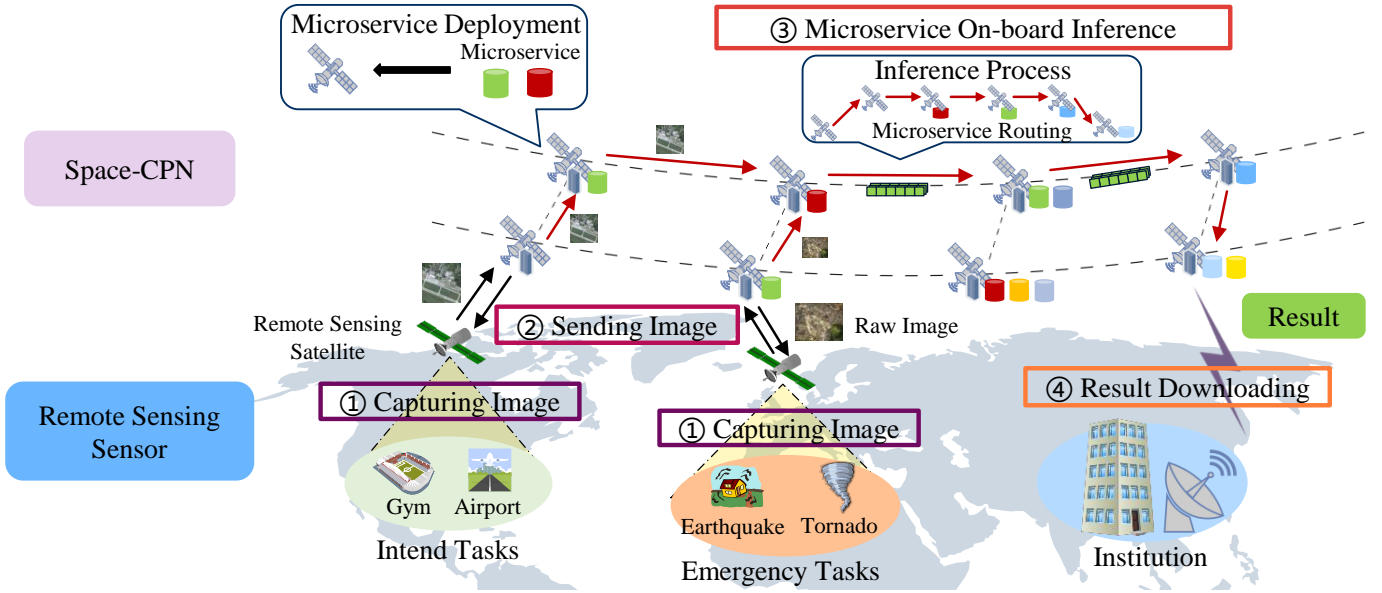 Microservice Deployment
Microservice
③ Microservice On-board Inference
Inference Process
Microservice Routing
Space-CPN
② Sending Image
Remote Sensing
Satellite
Raw Image
Result
Remote Sensing
Sensor
① Capturing Image
① Capturing Image
④ Result Downloading
Gym
Airport
Earthquake
Tornado
Intend Tasks
Emergency Tasks
Institution